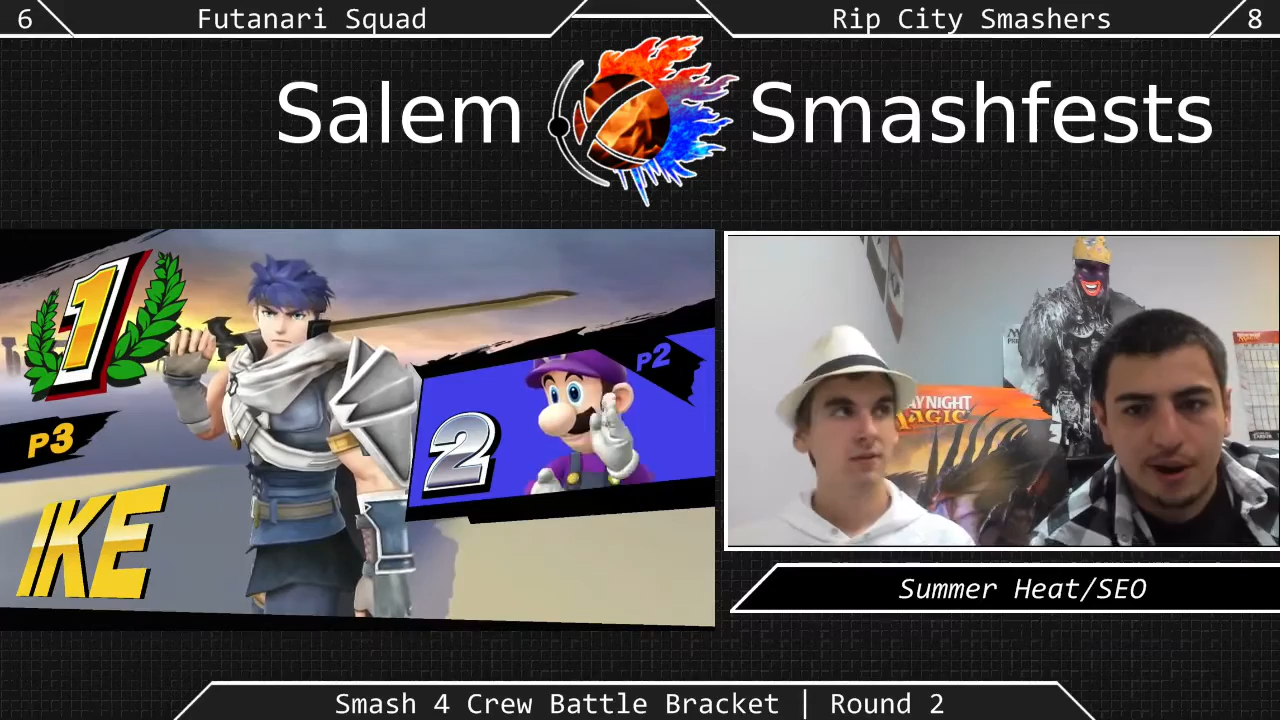 6
Futanari Squad
Rip City Smashers
8
Salem Smashfests
1
P3
IKE
P2
2
AYNIGHT
MAGIC
Summer Heat/SEO
Smash 4 Crew Battle Bracket | Round 2